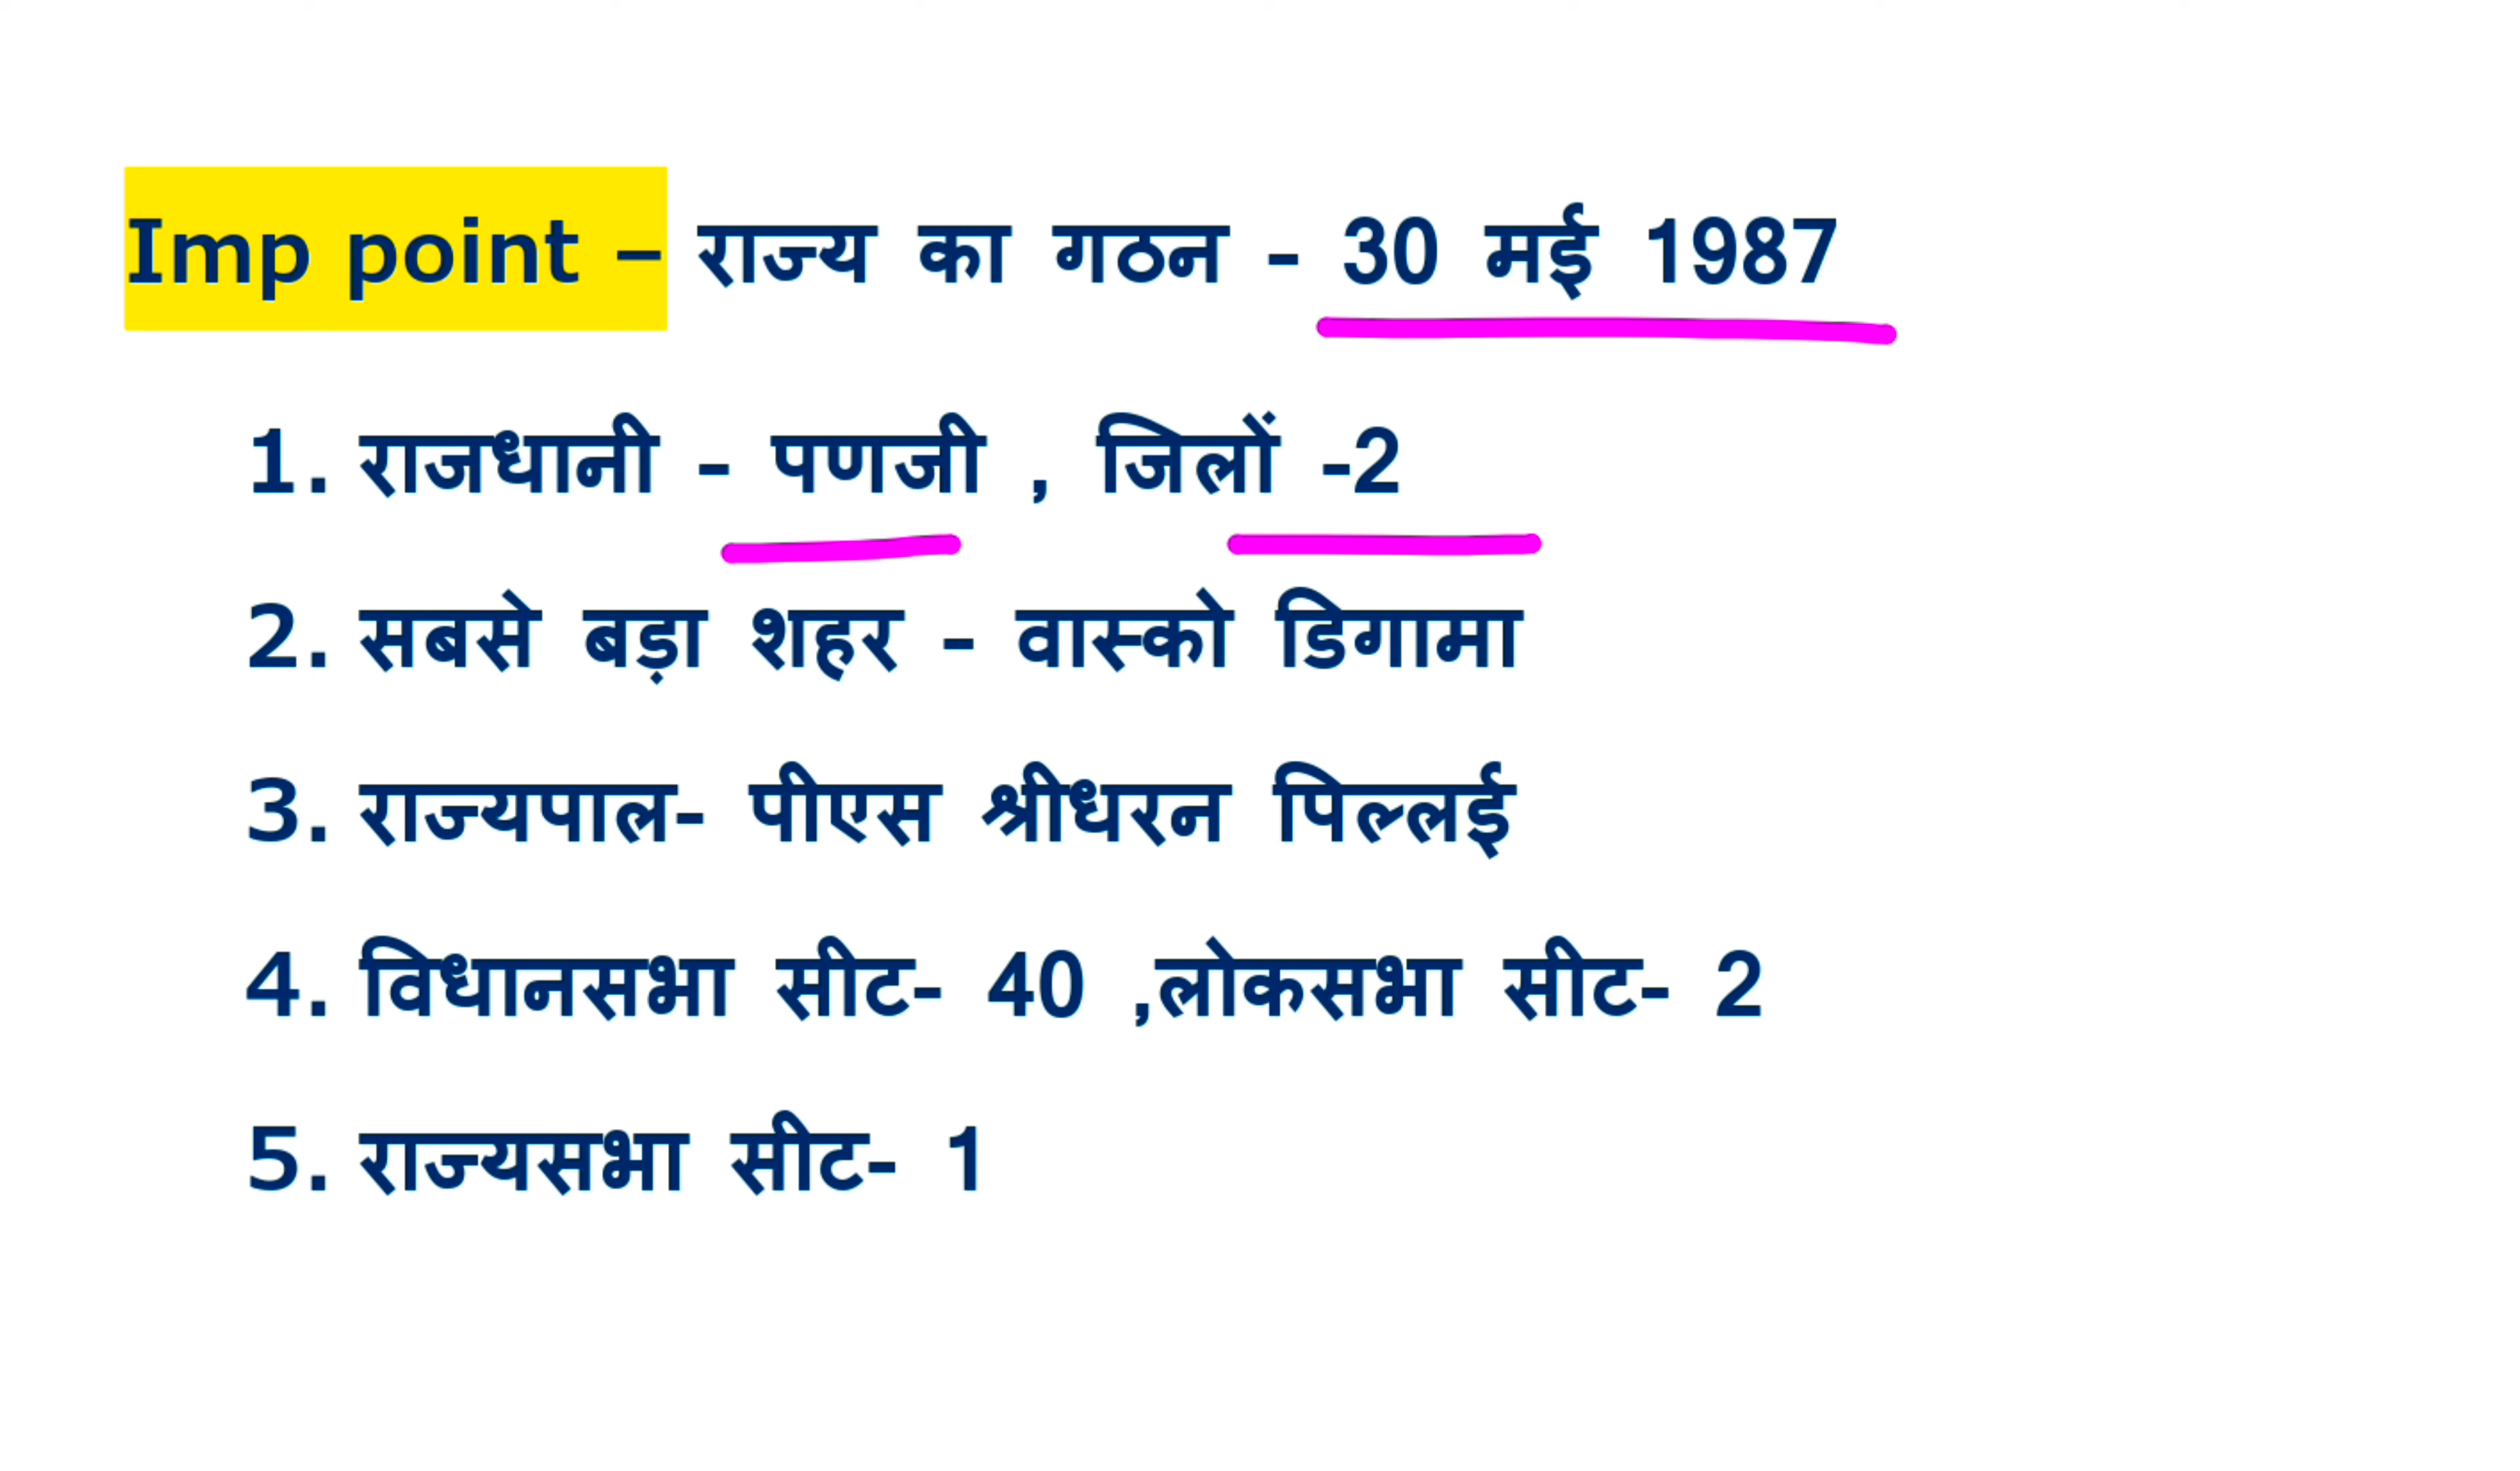 Imp point – राज्य का गठन - 30 मई 1987
1. राजधानी - पणजी , जिलों -2
2. सबसे बड़ा शहर - वास्को डिगामा
3. राज्यपाल- पीएस श्रीधरन पिल्लई
4. विधानसभा सीट- 40 ,लोकसभा सीट- 2
5. राज्यसभा सीट- 1